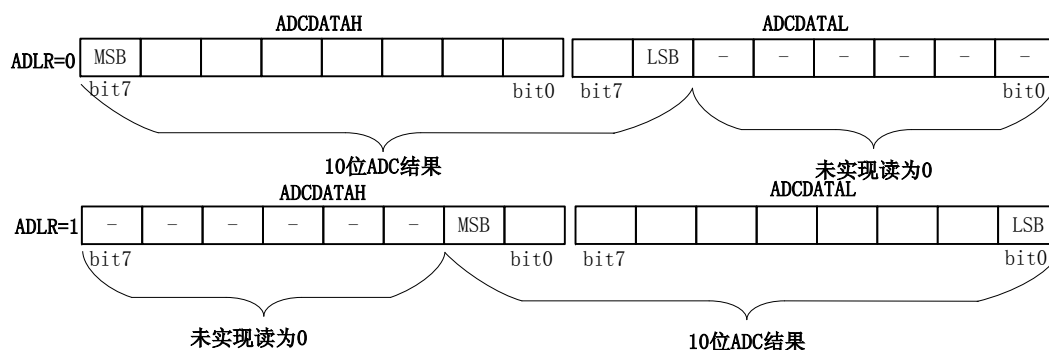 ADCDATAH ADCDATAL
ADLR=0 MSB LSB - - - - - -
bit7 bit0 bit7 bit0
10位ADC结果 未实现读为0
ADCDATAH ADCDATAL
ADLR=1 - - - - - - MSB LSB
bit7 bit0 bit7 bit0
未实现读为0 10位ADC结果